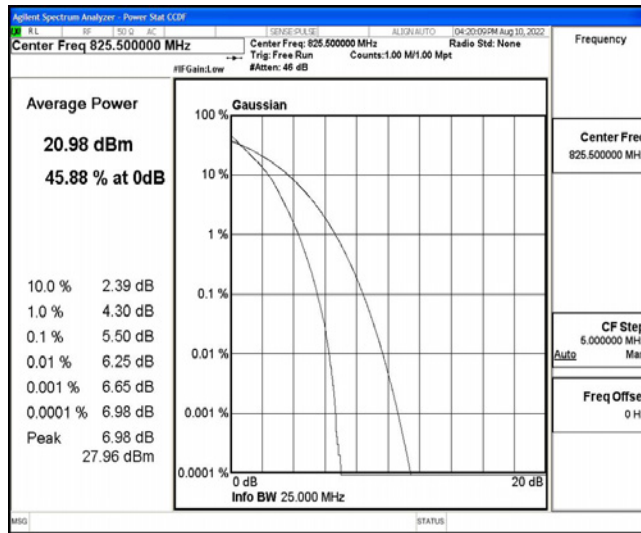 Agilent Spectrum Analyzer - Power Stat CCDF
RL RF 50 Ω AC SENSE:PULSE ALIGN AUTO 04:20:09 PM Aug 10, 2022
Center Freq 825.500000 MHz
Center Freq: 825.500000 MHz Radio Std: None
Trig: Free Run Counts:1.00 M/1.00 Mpt
#IFGain:Low #Atten: 46 dB
Frequency
Average Power
20.98 dBm
45.88 % at 0dB
10.0 % 2.39 dB
1.0 % 4.30 dB
0.1 % 5.50 dB
0.01 % 6.25 dB
0.001 % 6.65 dB
0.0001 % 6.98 dB
Peak 6.98 dB
27.96 dBm
Gaussian
100 %
10 %
1 %
0.1 %
0.01 %
0.001 %
0.0001 %
0 dB 20 dB
Info BW 25.000 MHz
Center Fre
825.500000 MH
CF Step
5.000000 MH
Auto Ma
Freq Offse
0 H
MSG STATUS